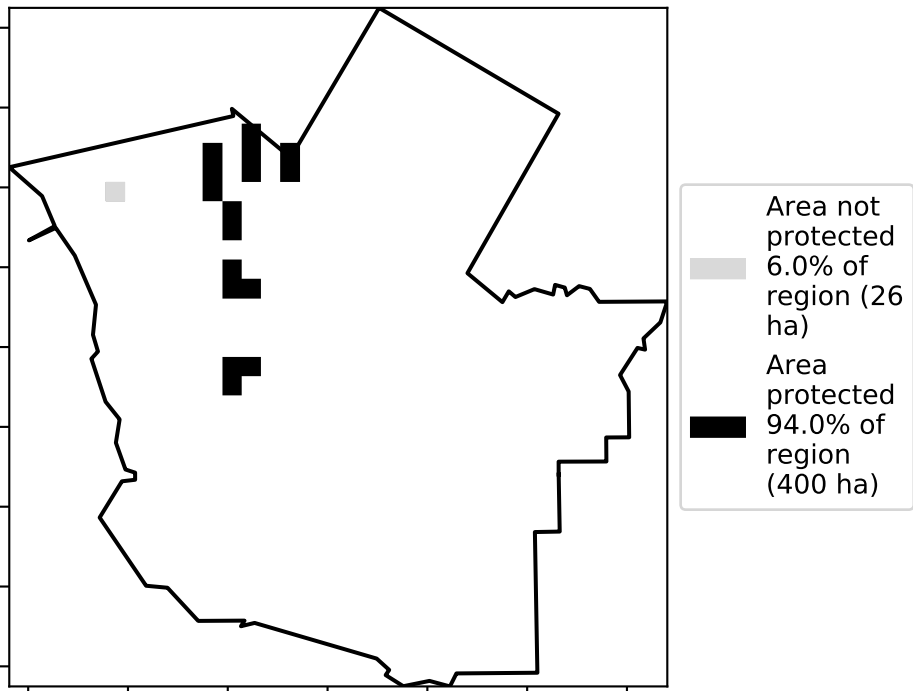 Area not
protected
6.0% of
region (26
ha)
Area
protected
94.0% of
region
(400 ha)